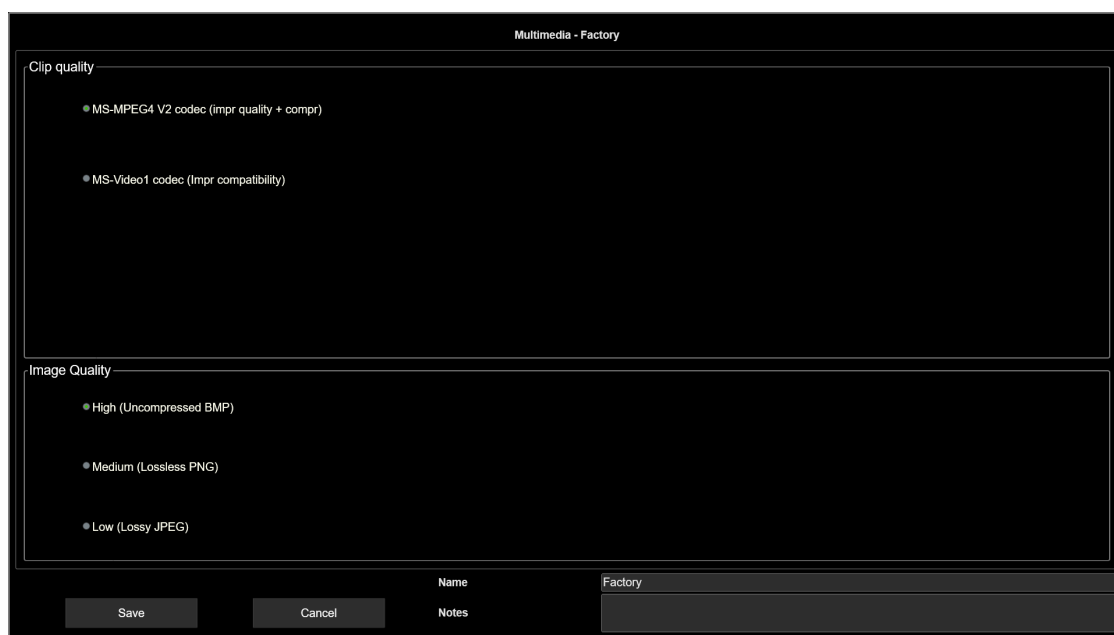 Multimedia - Factory
Clip quality
MS-MPEG4 V2 codec (impr quality + compr)
MS-Video1 codec (Impr compatibility)
Image Quality
High (Uncompressed BMP)
Medium (Lossless PNG)
Low (Lossy JPEG)
Name Factory
Save Cancel Notes